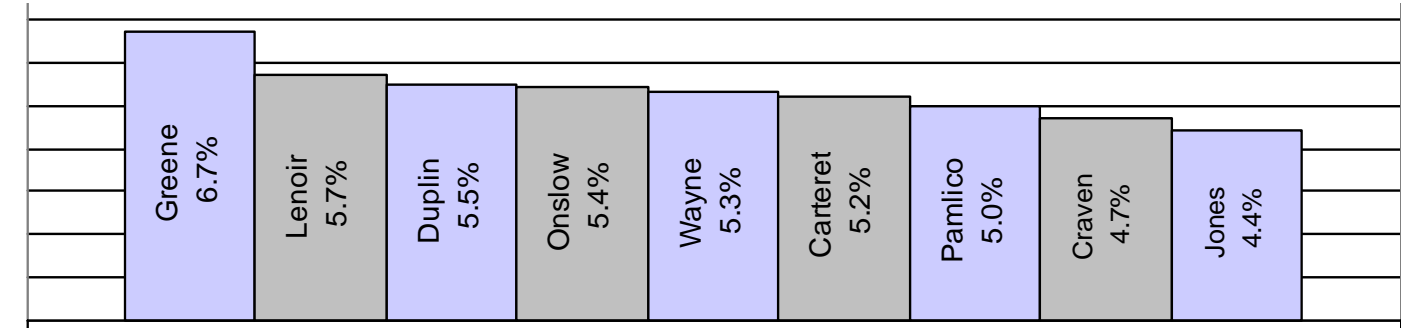 Greene
6.7%
Lenoir
5.7%
Duplin
5.5%
Onslow
5.4%
Wayne
5.3%
Carteret
5.2%
Pamlico
5.0%
Craven
4.7%
Jones
4.4%